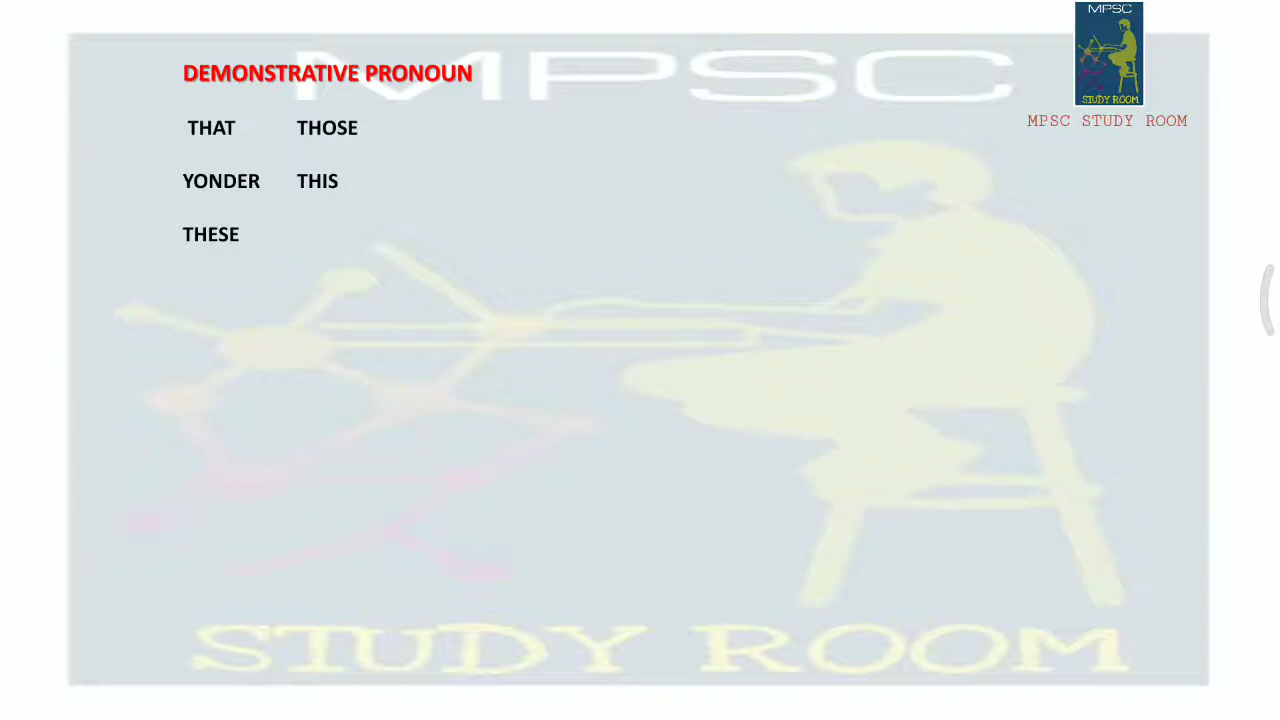 MPSC
DEMONSTRATIVE PRONOUN
THAT THOSE
YONDER THIS
THESE
STUDY ROOM
MPSC
STUDY ROOM
MPSC STUDY ROOM